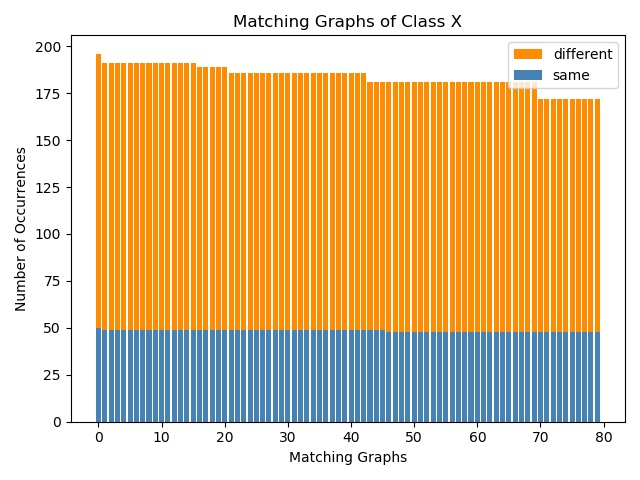 Matching Graphs of Class X
different
same
200
175
150
125
100
75
50
25
0
Number of Occurrences
0 10 20 30 40 50 60 70 80
Matching Graphs